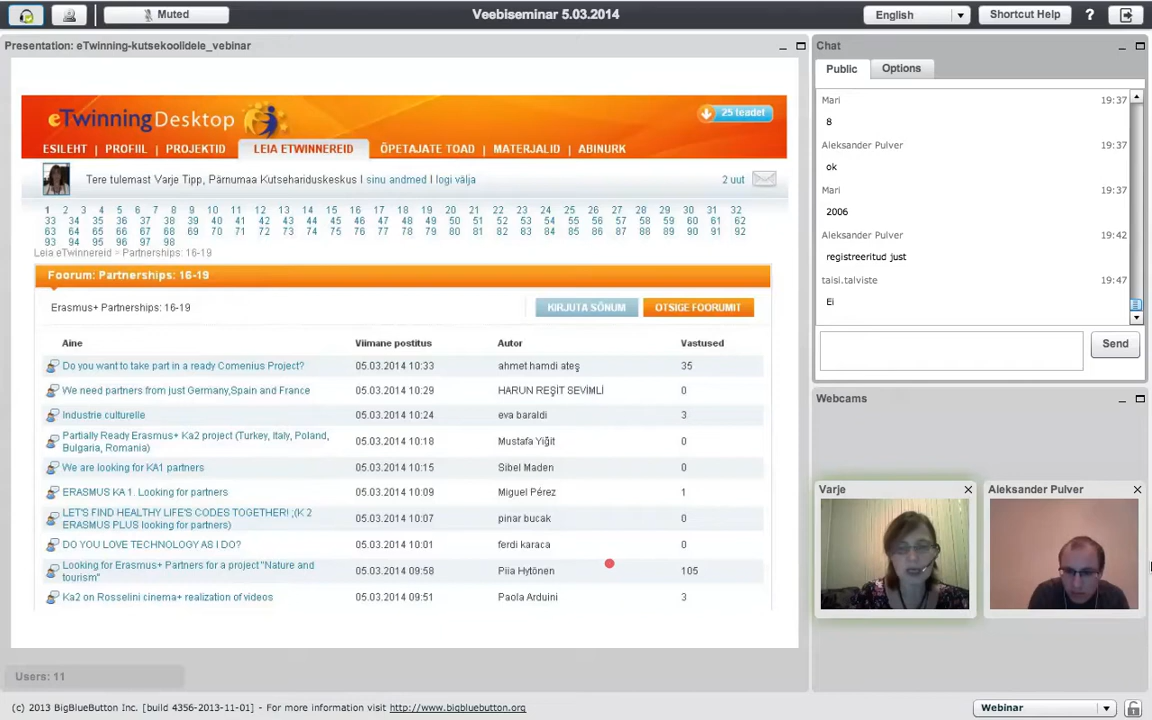 Muted
Veebiseminar 5.03.2014
English
Shortcut Help
?
Presentation: eTwinning-kutsekoolidele_vebinar
eTwinningDesktop
25 teadet
ESILEHT | PROFIIL | PROJEKTID LEIA ETWINNEREID ÕPETAJATE TOAD | MATERJALID | ABINURK
Tere tulemast Varje Tipp, Pärnumaa Kutsehariduskeskus | sinu andmed | logi välja
2 uut
1 2 3 4 5 6 7 8 9 10 11 12 13 14 15 16 17 18 19 20 21 22 23 24 25 26 27 28 29 30 31 32
33 34 35 36 37 38 39 40 41 42 43 44 45 46 47 48 49 50 51 52 53 54 55 56 57 58 59 60 61 62
63 64 65 66 67 68 69 70 71 72 73 74 75 76 77 78 79 80 81 82 83 84 85 86 87 88 89 90 91 92
93 94 95 96 97 98
Leia eTwinnereid > Partnerships: 16-19
Foorum: Partnerships: 16-19
Erasmus+ Partnerships: 16-19
KIRJUTA SÕNUM
OTSIGE FOORUMIT
Aine Viimane postitus Autor Vastused
Do you want to take part in a ready Comenius Project? 05.03.2014 10:33 ahmet hamdi ateş 35
We need partners from just Germany,Spain and France 05.03.2014 10:29 HARUN REŞİT SEVİMLİ 0
Industrie culturelle 05.03.2014 10:24 eva baraldi 3
Partially Ready Erasmus+ Ka2 project (Turkey, Italy, Poland,
Bulgaria, Romania) 05.03.2014 10:18 Mustafa Yiğit 0
We are looking for KA1 partners 05.03.2014 10:15 Sibel Maden 0
ERASMUS KA 1. Looking for partners 05.03.2014 10:09 Miguel Pérez 1
LET'S FIND HEALTHY LIFE'S CODES TOGETHER! ;(K 2
ERASMUS PLUS looking for partners) 05.03.2014 10:07 pinar bucak 0
DO YOU LOVE TECHNOLOGY AS I DO? 05.03.2014 10:01 ferdi karaca 0
Looking for Erasmus+ Partners for a project "Nature and
tourism" 05.03.2014 09:58 Piia Hytönen 105
Ka2 on Rosselini cinema+ realization of videos 05.03.2014 09:51 Paola Arduini 3
Users: 11
Chat
Public
Options
Mari 19:37
8
Aleksander Pulver 19:37
ok
Mari 19:37
2006
Aleksander Pulver 19:42
registreeritud just
taisi.talviste 19:47
Ei
Send
Webcams
Varje
Aleksander Pulver
(c) 2013 BigBlueButton Inc. [build 4356-2013-11-01] - For more information visit http://www.bigbluebutton.org
Webinar